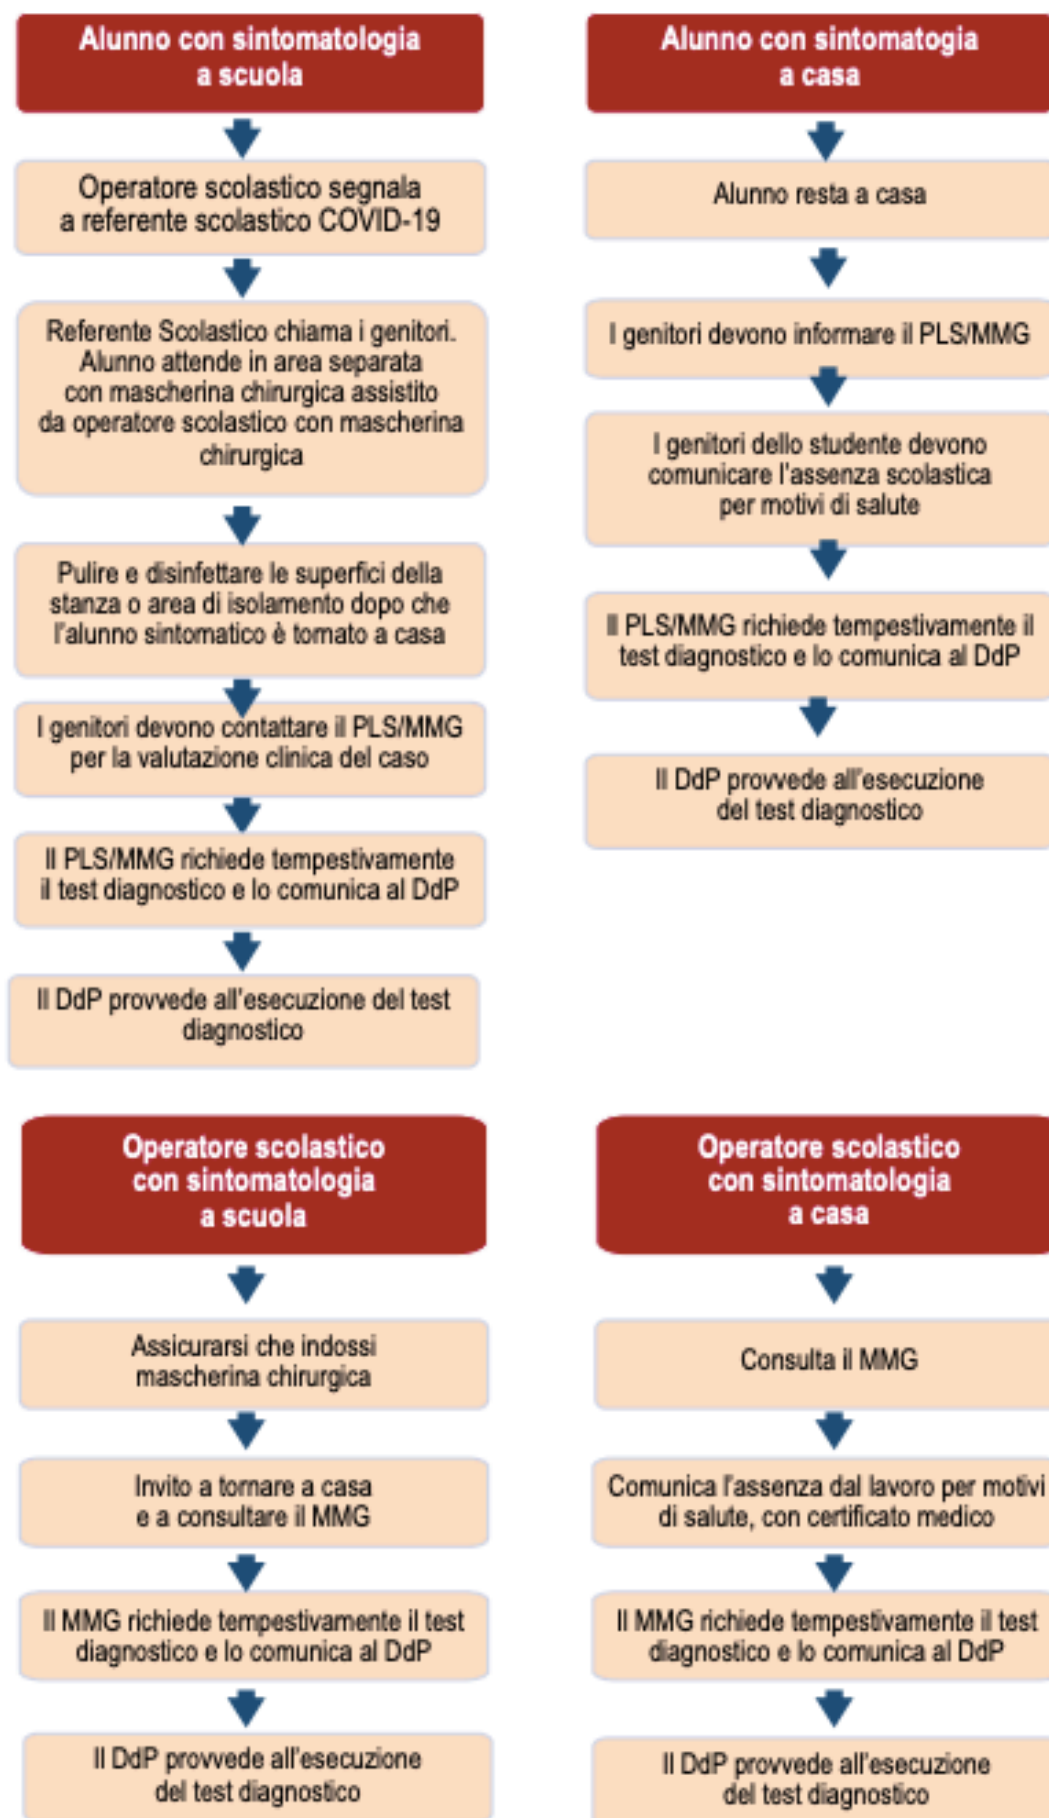 Alunno con sintomatologia
a scuola
Operatore scolastico segnala
a referente scolastico COVID-19
Referente Scolastico chiama i genitori.
Alunno attende in area separata
con mascherina chirurgica assistito
da operatore scolastico con mascherina
chirurgica
Pulire e disinfettare le superfici della
stanza o area di isolamento dopo che
l'alunno sintomatico è tornato a casa
I genitori devono contattare il PLS/MMG
per la valutazione clinica del caso
Il PLS/MMG richiede tempestivamente
il test diagnostico e lo comunica al DdP
Il DdP provvede all'esecuzione del test
diagnostico
Alunno con sintomatogia
a casa
Alunno resta a casa
I genitori devono informare il PLS/MMG
I genitori dello studente devono
comunicare l'assenza scolastica
per motivi di salute
Il PLS/MMG richiede tempestivamente il
test diagnostico e lo comunica al DdP
Il DdP provvede all'esecuzione
del test diagnostico
Operatore scolastico
con sintomatologia
a scuola
Assicurarsi che indossi
mascherina chirurgica
Invito a tornare a casa
e a consultare il MMG
Il MMG richiede tempestivamente il test
diagnostico e lo comunica al DdP
Il DdP provvede all'esecuzione
del test diagnostico
Operatore scolastico
con sintomatologia
a casa
Consulta il MMG
Comunica l'assenza dal lavoro per motivi
di salute, con certificato medico
Il MMG richiede tempestivamente il test
diagnostico e lo comunica al DdP
Il DdP provvede all'esecuzione
del test diagnostico